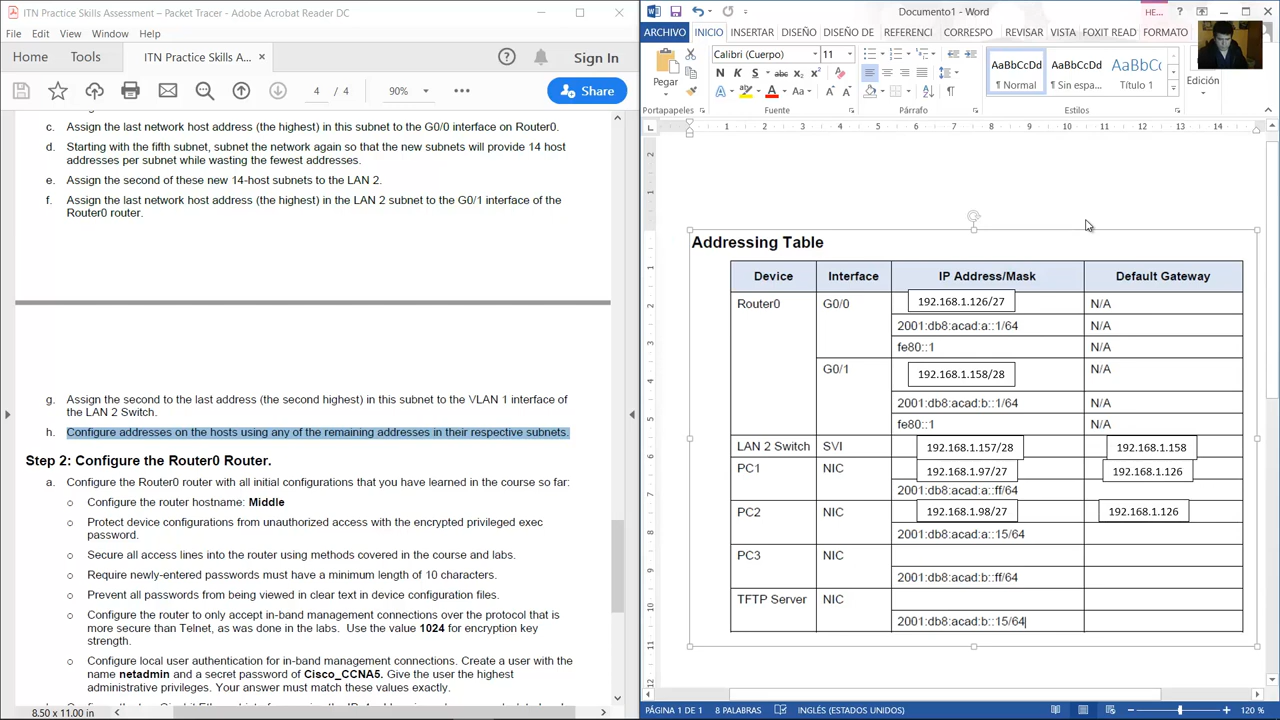 ITN Practice Skills Assessment – Packet Tracer - Adobe Acrobat Reader DC
File Edit View Window Help
Home Tools ITN Practice Skills A... × Sign In
4 / 4 90% Share
c. Assign the last network host address (the highest) in this subnet to the G0/0 interface on Router0.
d. Starting with the fifth subnet, subnet the network again so that the new subnets will provide 14 host
addresses per subnet while wasting the fewest addresses.
e. Assign the second of these new 14-host subnets to the LAN 2.
f. Assign the last network host address (the highest) in the LAN 2 subnet to the G0/1 interface of the
Router0 router.
g. Assign the second to the last address (the second highest) in this subnet to the VLAN 1 interface of
the LAN 2 Switch.
h. Configure addresses on the hosts using any of the remaining addresses in their respective subnets.
Step 2: Configure the Router0 Router.
a. Configure the Router0 router with all initial configurations that you have learned in the course so far:
o Configure the router hostname: Middle
o Protect device configurations from unauthorized access with the encrypted privileged exec
password.
o Secure all access lines into the router using methods covered in the course and labs.
o Require newly-entered passwords must have a minimum length of 10 characters.
o Prevent all passwords from being viewed in clear text in device configuration files.
o Configure the router to only accept in-band management connections over the protocol that is
more secure than Telnet, as was done in the labs. Use the value 1024 for encryption key
strength.
o Configure local user authentication for in-band management connections. Create a user with the
name netadmin and a secret password of Cisco_CCNA5. Give the user the highest
administrative privileges. Your answer must match these values exactly.
8.50 x 11.00 in
Documento1 - Word
HE...
ARCHIVO INICIO INSERTAR DISEÑO DISEÑO DE REFERENCI CORRESPO REVISAR VISTA FOXIT READ FORMATO
Calibri (Cuerpo) 11
Pegar
N K S abc x₂ x²
AaBbCcDd AaBbCcDd AaBbCc
¶ Normal ¶ Sin espa... Título 1
Edición
Portapapeles Fuente Párrafo Estilos
1 2 3 4 5 6 7 8 9 10 11 12 13 14
Addressing Table
Device Interface IP Address/Mask Default Gateway
Router0 G0/0 192.168.1.126/27 N/A
2001:db8:acad:a::1/64 N/A
fe80::1 N/A
G0/1 192.168.1.158/28 N/A
2001:db8:acad:b::1/64 N/A
fe80::1 N/A
LAN 2 Switch SVI 192.168.1.157/28 192.168.1.158
PC1 NIC 192.168.1.97/27 192.168.1.126
2001:db8:acad:a::ff/64
PC2 NIC 192.168.1.98/27 192.168.1.126
2001:db8:acad:a::15/64
PC3 NIC
2001:db8:acad:b::ff/64
TFTP Server NIC
2001:db8:acad:b::15/64
PÁGINA 1 DE 1 8 PALABRAS INGLÉS (ESTADOS UNIDOS) 120 %